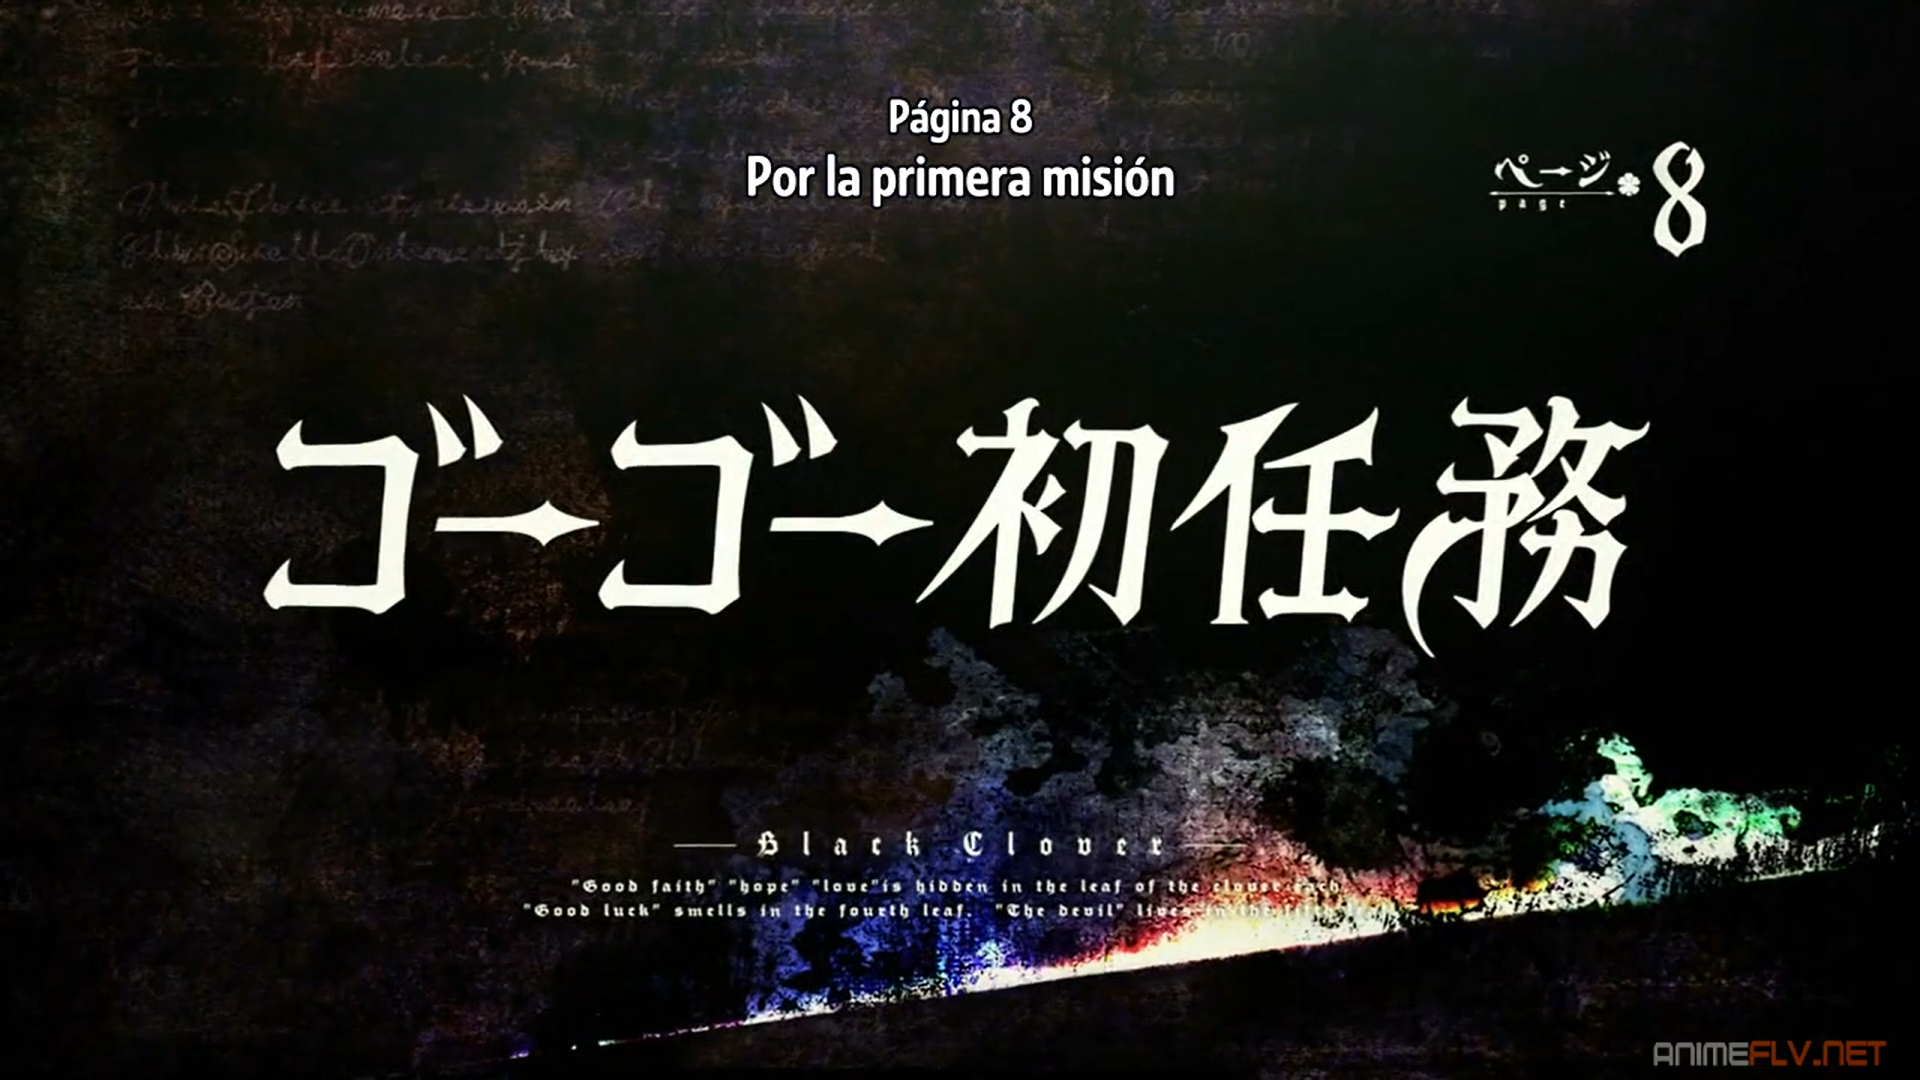 Página 8
Por la primera misión
ページ
page
8
ゴーゴー初任務
Black Clover
"Good faith" "hope" "love"is hidden in the leaf of the clover each.
"Good luck" smells in the fourth leaf. "The devil" lives in the
ANIMEFLV.NET